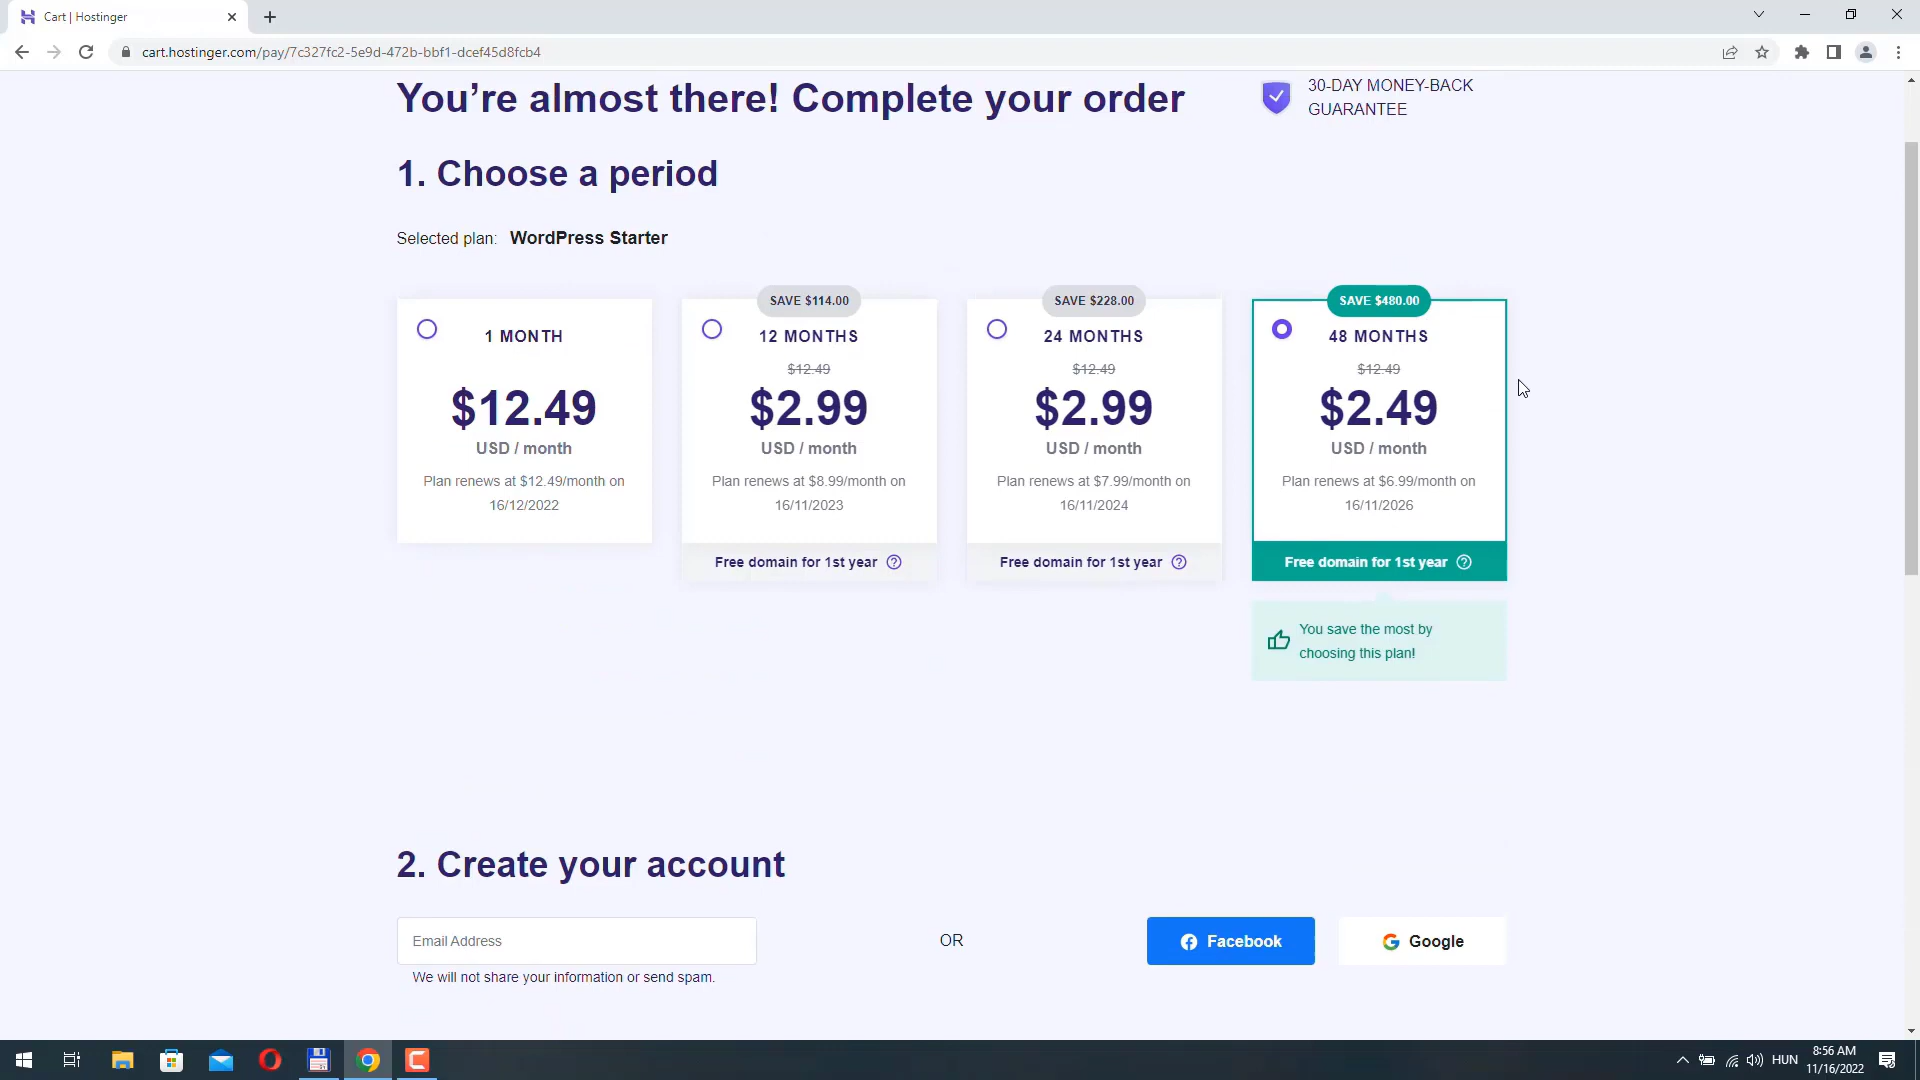 Cart | Hostinger
cart.hostinger.com/pay/7c327fc2-5e9d-472b-bbf1-dcef45d8fcb4
You're almost there! Complete your order
30-DAY MONEY-BACK
GUARANTEE
1. Choose a period
Selected plan: WordPress Starter
1 MONTH
$12.49
USD / month
Plan renews at $12.49/month on
16/12/2022
SAVE $114.00
12 MONTHS
$12.49
$2.99
USD / month
Plan renews at $8.99/month on
16/11/2023
Free domain for 1st year ?
SAVE $228.00
24 MONTHS
$12.49
$2.99
USD / month
Plan renews at $7.99/month on
16/11/2024
Free domain for 1st year ?
SAVE $480.00
48 MONTHS
$12.49
$2.49
USD / month
Plan renews at $6.99/month on
16/11/2026
Free domain for 1st year ?
You save the most by
choosing this plan!
2. Create your account
Email Address
OR
Facebook
Google
We will not share your information or send spam.
HUN
8:56 AM
11/16/2022